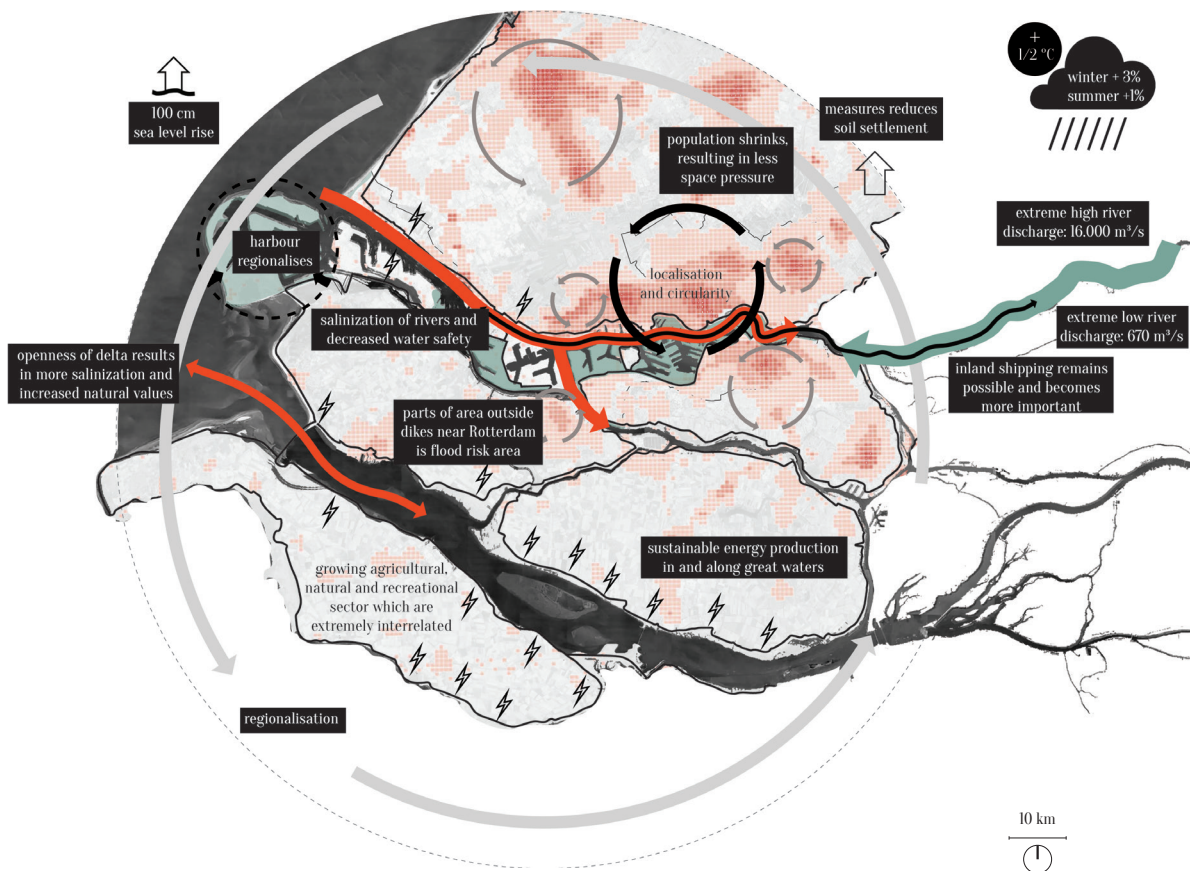 +
1/2 °C
winter + 3%
summer +1%
100 cm
sea level rise
measures reduces
soil settlement
population shrinks,
resulting in less
space pressure
extreme high river
discharge: 16.000 m³/s
harbour
regionalises
localisation
and circularity
salinization of rivers and
decreased water safety
extreme low river
discharge: 670 m³/s
openness of delta results
in more salinization and
increased natural values
inland shipping remains
possible and becomes
more important
parts of area outside
dikes near Rotterdam
is flood risk area
sustainable energy production
in and along great waters
growing agricultural,
natural and recreational
sector which are
extremely interrelated
regionalisation
10 km